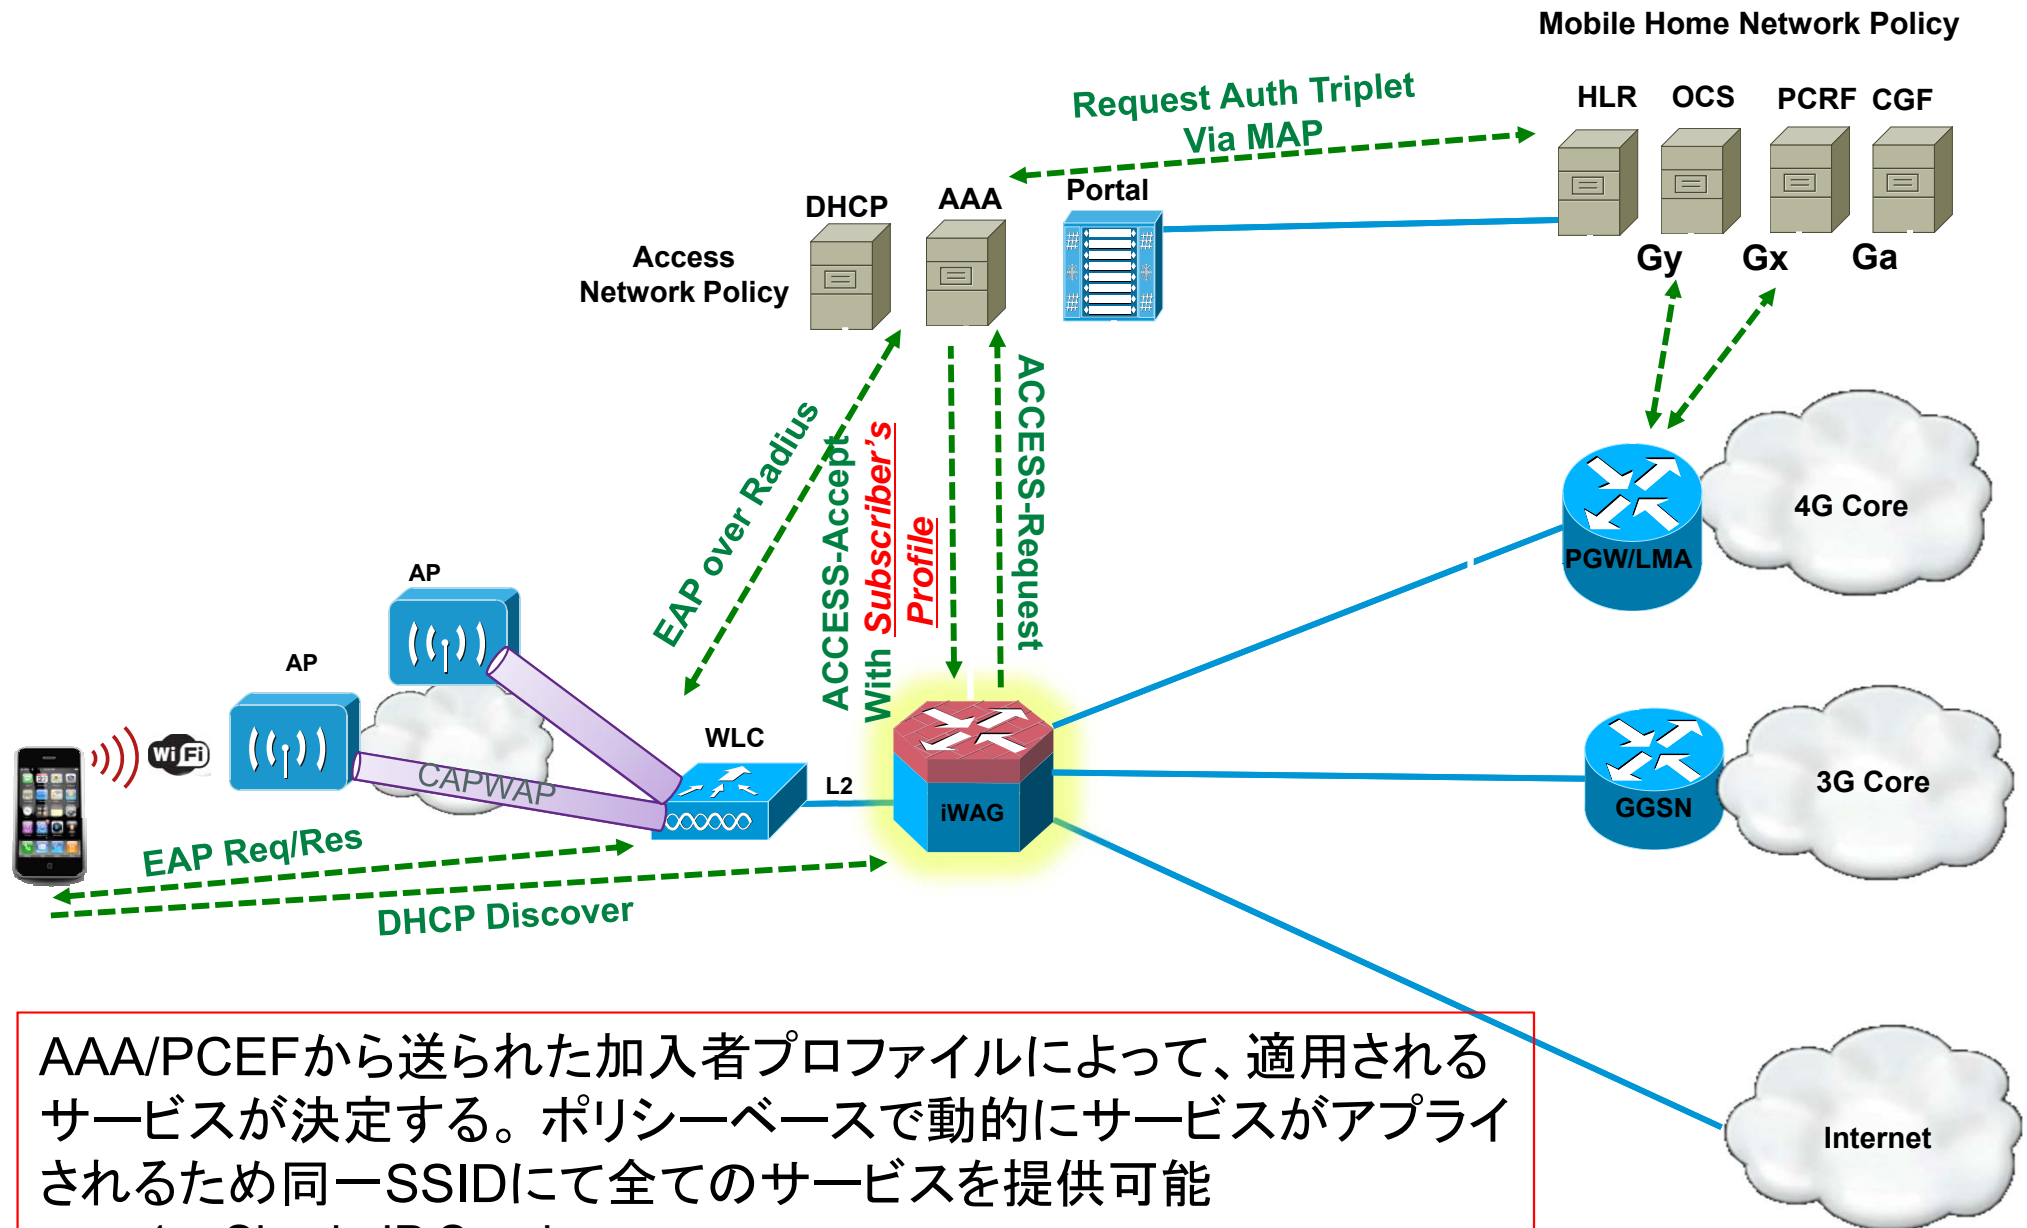 Mobile Home Network Policy
Request Auth Triplet
Via MAP
HLR
OCS
PCRF
CGF
DHCP
AAA
Portal
Access
Network Policy
Gy
Gx
Ga
EAP over Radius
ACCESS-Accept
With Subscriber's
Profile
ACCESS-Request
4G Core
PGW/LMA
AP
AP
WiFi
CAPWAP
WLC
L2
iWAG
GGSN
3G Core
EAP Req/Res
DHCP Discover
Internet
AAA/PCEFから送られた加入者プロファイルによって、適用される
サービスが決定する。ポリシーベースで動的にサービスがアプライ
されるため同一SSIDにて全てのサービスを提供可能